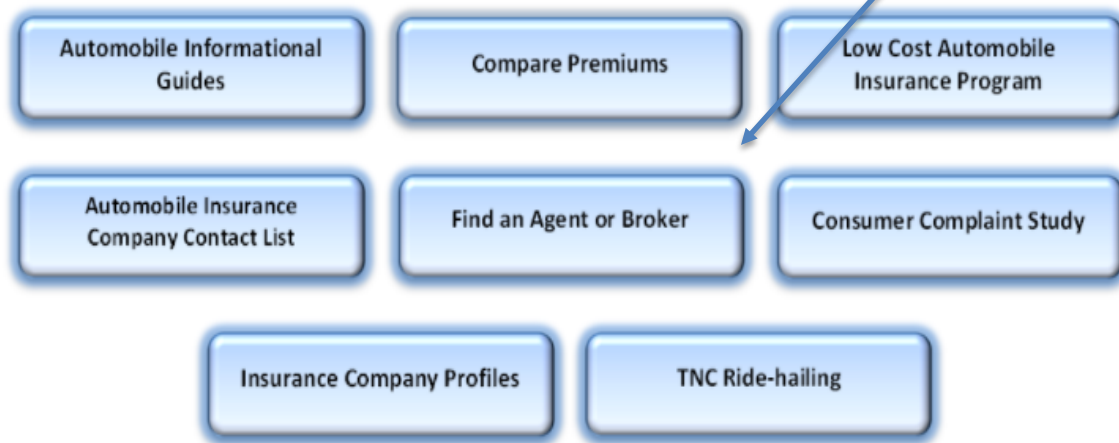 Automobile Informational
Guides
Compare Premiums
Low Cost Automobile
Insurance Program
Automobile Insurance
Company Contact List
Find an Agent or Broker
Consumer Complaint Study
Insurance Company Profiles
TNC Ride-hailing